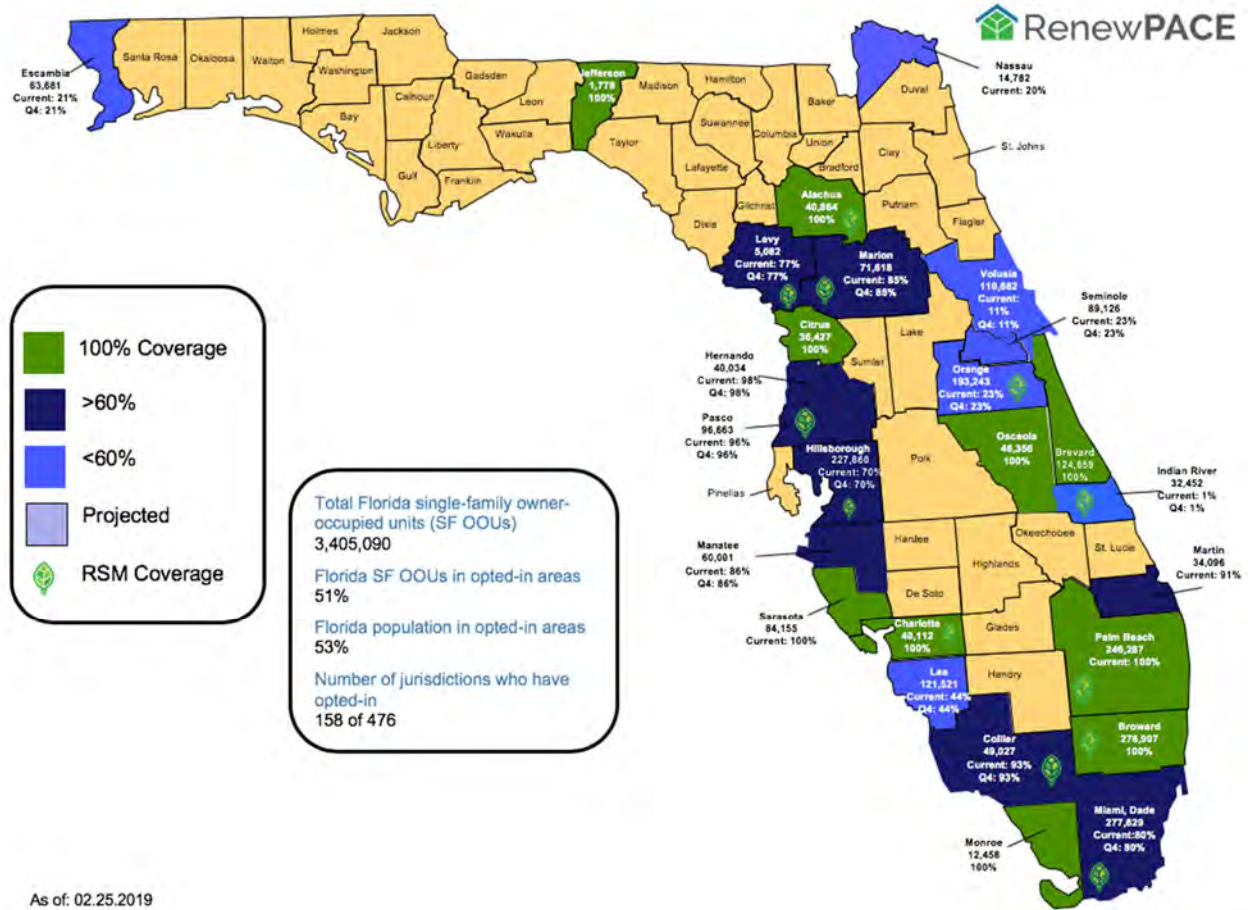 RenewPACE
Escambia
63,681
Current: 21%
Q4: 21%
Santa Rosa
Okaloosa
Walton
Holmes
Washington
Jackson
Bay
Calhoun
Gulf
Liberty
Gadsden
Franklin
Leon
Wakulla
Jefferson
1,779
100%
Madison
Taylor
Hamilton
Suwannee
Lafayette
Dixie
Columbia
Gilchrist
Baker
Union
Bradford
Nassau
14,782
Current: 20%
Duval
Clay
St. Johns
Putnam
Flagler
Alachua
40,864
100%
Levy
5,082
Current: 77%
Q4: 77%
Marion
71,618
Current: 85%
Q4: 85%
Volusia
110,682
Current:
11%
Q4: 11%
Seminole
89,126
Current: 23%
Q4: 23%
Citrus
36,427
100%
Sumter
Lake
Hernando
40,034
Current: 98%
Q4: 98%
Orange
193,243
Current: 23%
Q4: 23%
Pasco
96,663
Current: 96%
Q4: 96%
Hillsborough
227,860
Current: 70%
Q4: 70%
Pinellas
Polk
Osceola
46,356
100%
Brevard
124,659
100%
Indian River
32,452
Current: 1%
Q4: 1%
Manatee
60,001
Current: 86%
Q4: 86%
Hardee
Highlands
Okeechobee
St. Lucie
Martin
34,096
Current: 91%
Sarasota
84,155
Current: 100%
De Soto
Charlotte
40,112
100%
Glades
Palm Beach
246,287
Current: 100%
Lee
121,521
Current: 44%
Q4: 44%
Hendry
Collier
49,027
Current: 93%
Q4: 93%
Broward
276,907
100%
Miami, Dade
277,829
Current:80%
Q4: 80%
Monroe
12,458
100%
100% Coverage
>60%
<60%
Projected
RSM Coverage
Total Florida single-family owner-
occupied units (SF OOUs)
3,405,090
Florida SF OOUs in opted-in areas
51%
Florida population in opted-in areas
53%
Number of jurisdictions who have
opted-in
158 of 476
As of: 02.25.2019